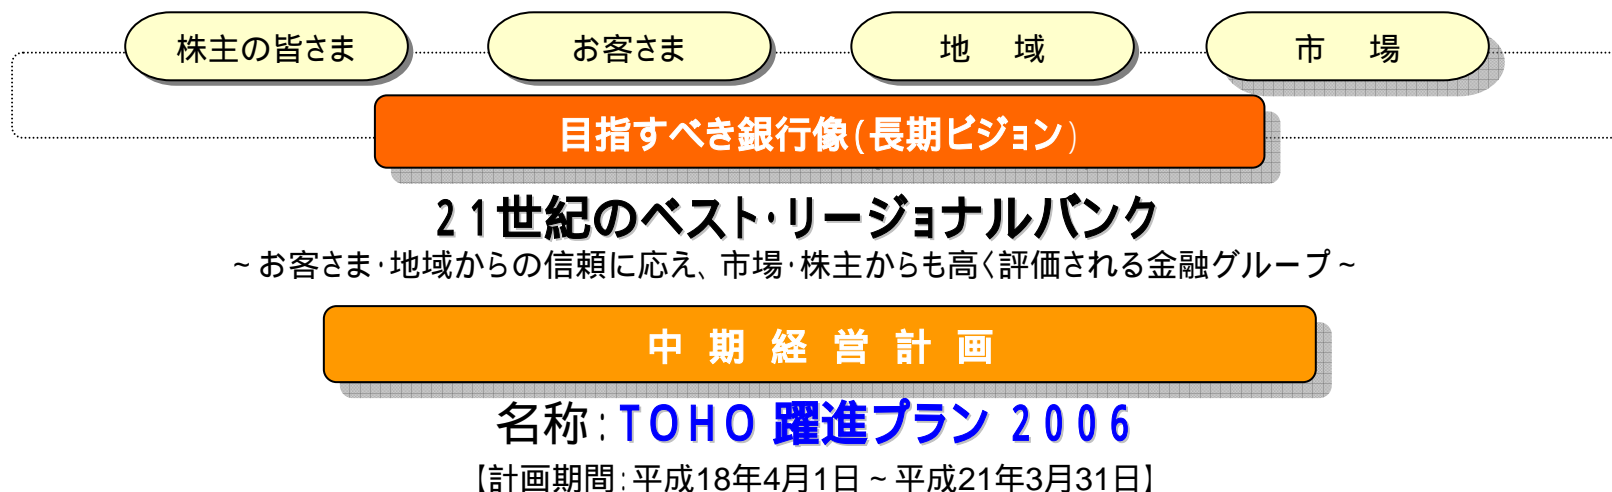 株主の皆さま
お客さま
地 域
市 場
目指すべき銀行像(長期ビジョン)
21世紀のベスト・リージョナルバンク
~お客さま・地域からの信頼に応え、市場・株主からも高く評価される金融グループ~
中期経営計画
名称:TOHO 躍進プラン 2006
【計画期間:平成18年4月1日~平成21年3月31日】